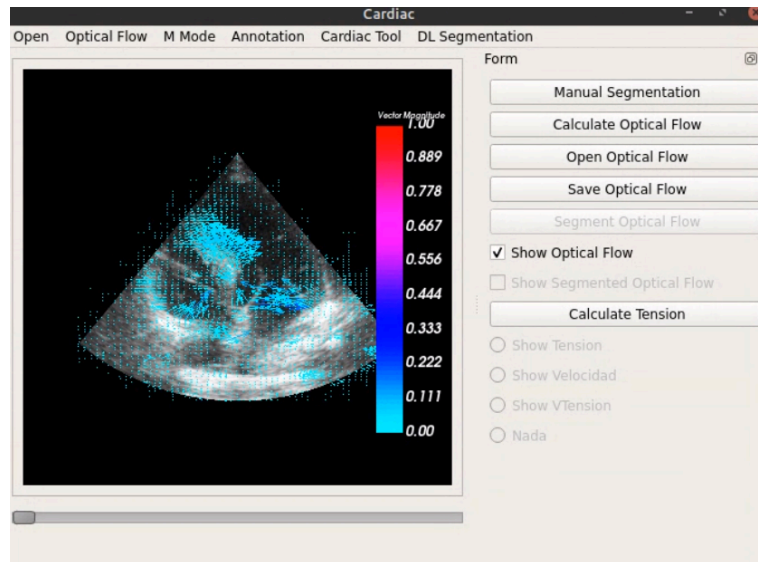 Cardiac
Open Optical Flow M Mode Annotation Cardiac Tool DL Segmentation
Form
Vector Magnitude
1.00
0.889
0.778
0.667
0.556
0.444
0.333
0.222
0.111
0.00
Manual Segmentation
Calculate Optical Flow
Open Optical Flow
Save Optical Flow
Segment Optical Flow
Show Optical Flow
Show Segmented Optical Flow
Calculate Tension
Show Tension
Show Velocidad
Show VTension
Nada